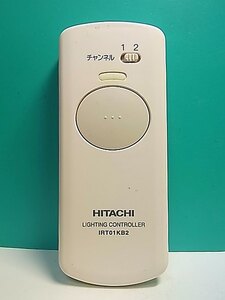 1 2
チャンネル
HITACHI
LIGHTING CONTROLLER
IRT01KB2